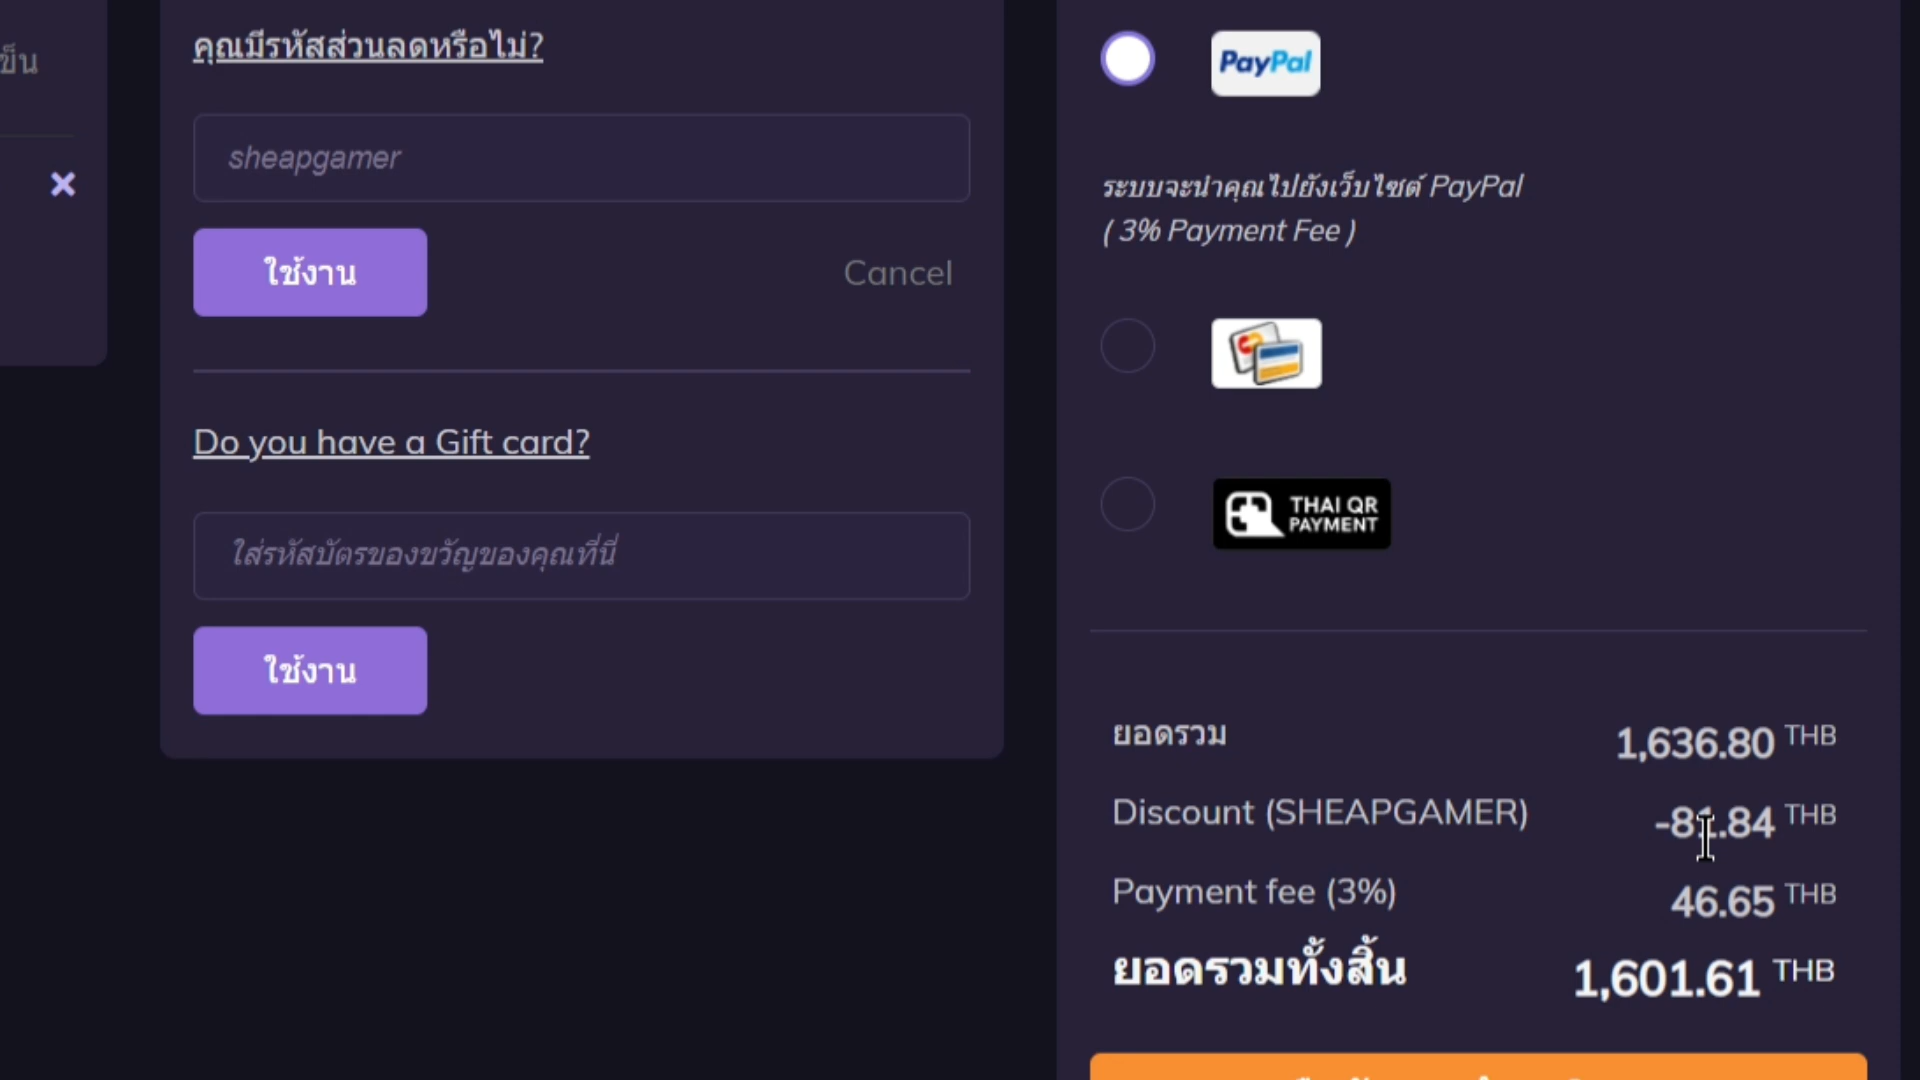 ข็น
คุณมีรหัสส่วนลดหรือไม่?
sheapgamer
ใช้งาน
Cancel
Do you have a Gift card?
ใส่รหัสบัตรของขวัญของคุณที่นี่
ใช้งาน
PayPal
ระบบจะนำคุณไปยังเว็บไซต์ PayPal
( 3% Payment Fee )
THAI QR
PAYMENT
ยอดรวม 1,636.80 THB
Discount (SHEAPGAMER) -81.84 THB
Payment fee (3%) 46.65 THB
ยอดรวมทั้งสิ้น 1,601.61 THB